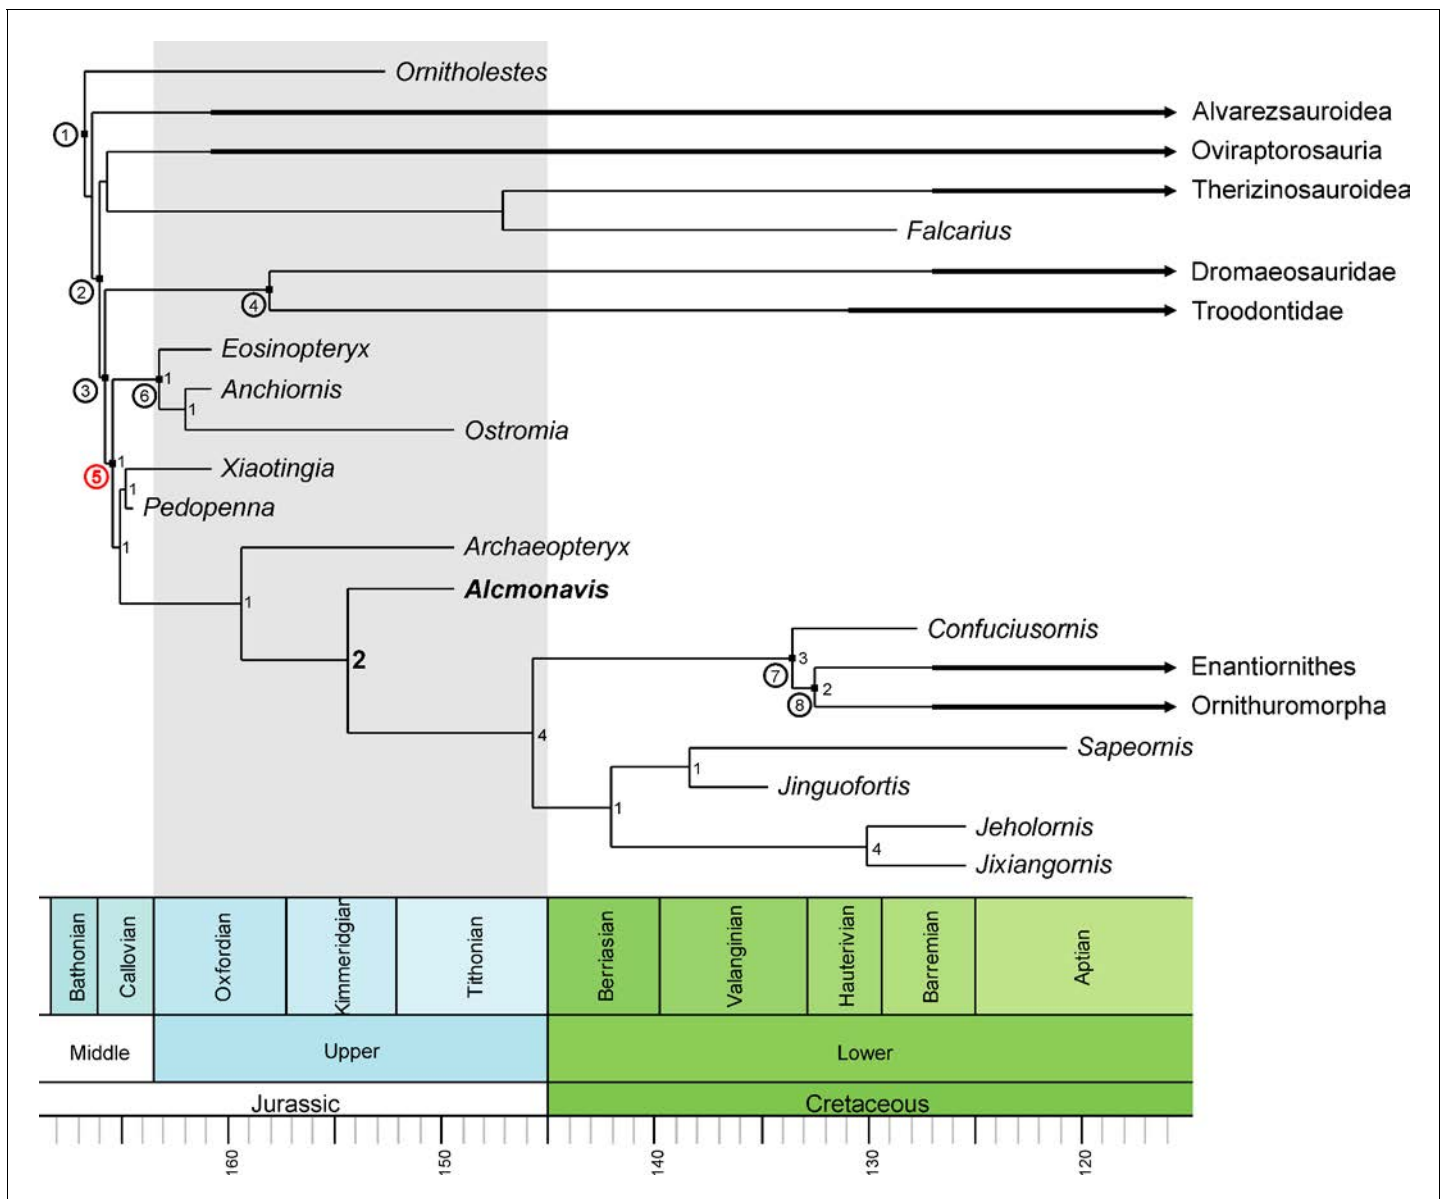 Ornitholestes
Alvarezsauroidea
1
Oviraptorosauria
Therizinosauroidea
Falcarius
Dromaeosauridae
2
4
Troodontidae
Eosinopteryx
1
3
6
Anchiornis
1
Ostromia
1
5
Xiaotingia
1
Pedopenna
1
Archaeopteryx
Alcmonavis
1
Confuciusornis
2
3
Enantiornithes
7
2
8
Ornithuromorpha
4
Sapeornis
1
Jinguofortis
1
Jeholornis
4
Jixiangornis
Bathonian
Callovian
Oxfordian
Kimmeridgian
Tithonian
Berriasian
Valanginian
Hauterivian
Barremian
Aptian
Middle
Upper
Lower
Jurassic
Cretaceous
160
150
140
130
120